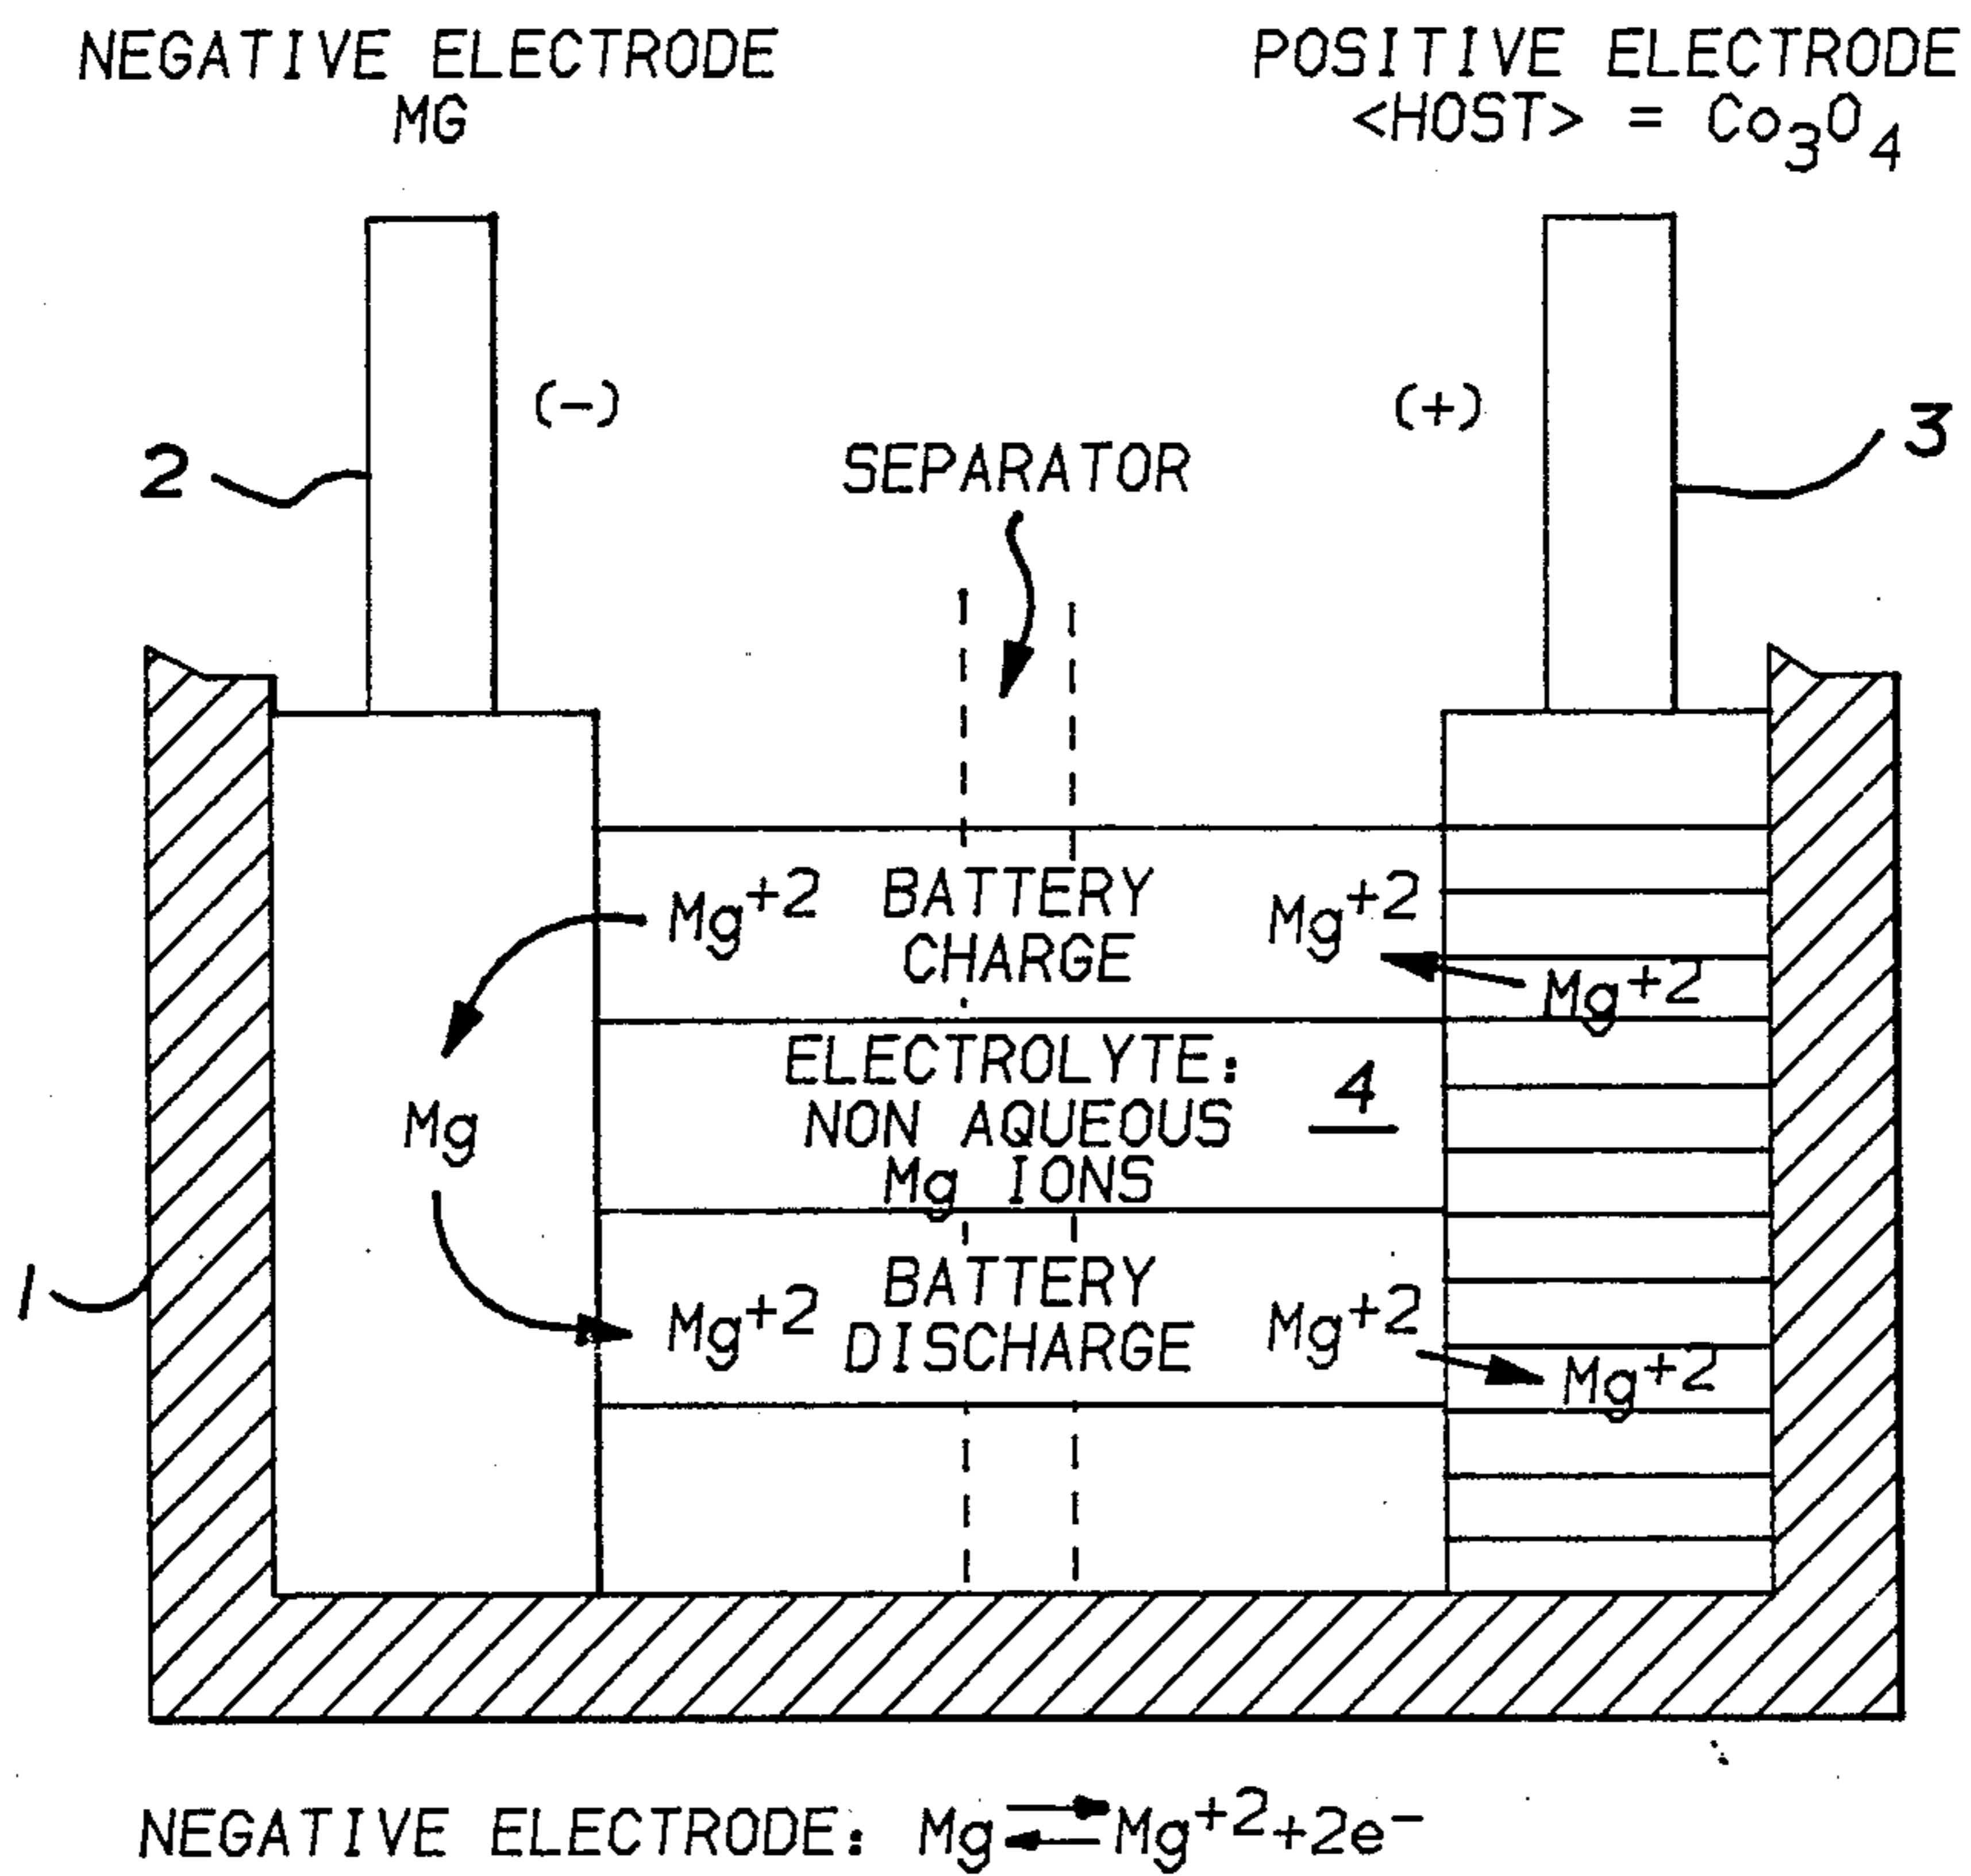 NEGATIVE ELECTRODE
MG
POSITIVE ELECTRODE
<HOST> = Co₃O₄
(-)
(+)
2
3
SEPARATOR
Mg⁺² BATTERY CHARGE Mg⁺²
Mg⁺²
ELECTROLYTE:
NON AQUEOUS
Mg IONS
4
Mg
1
Mg⁺² BATTERY DISCHARGE Mg⁺²
Mg⁺²
NEGATIVE ELECTRODE: Mg ⇄ Mg⁺²+2e⁻